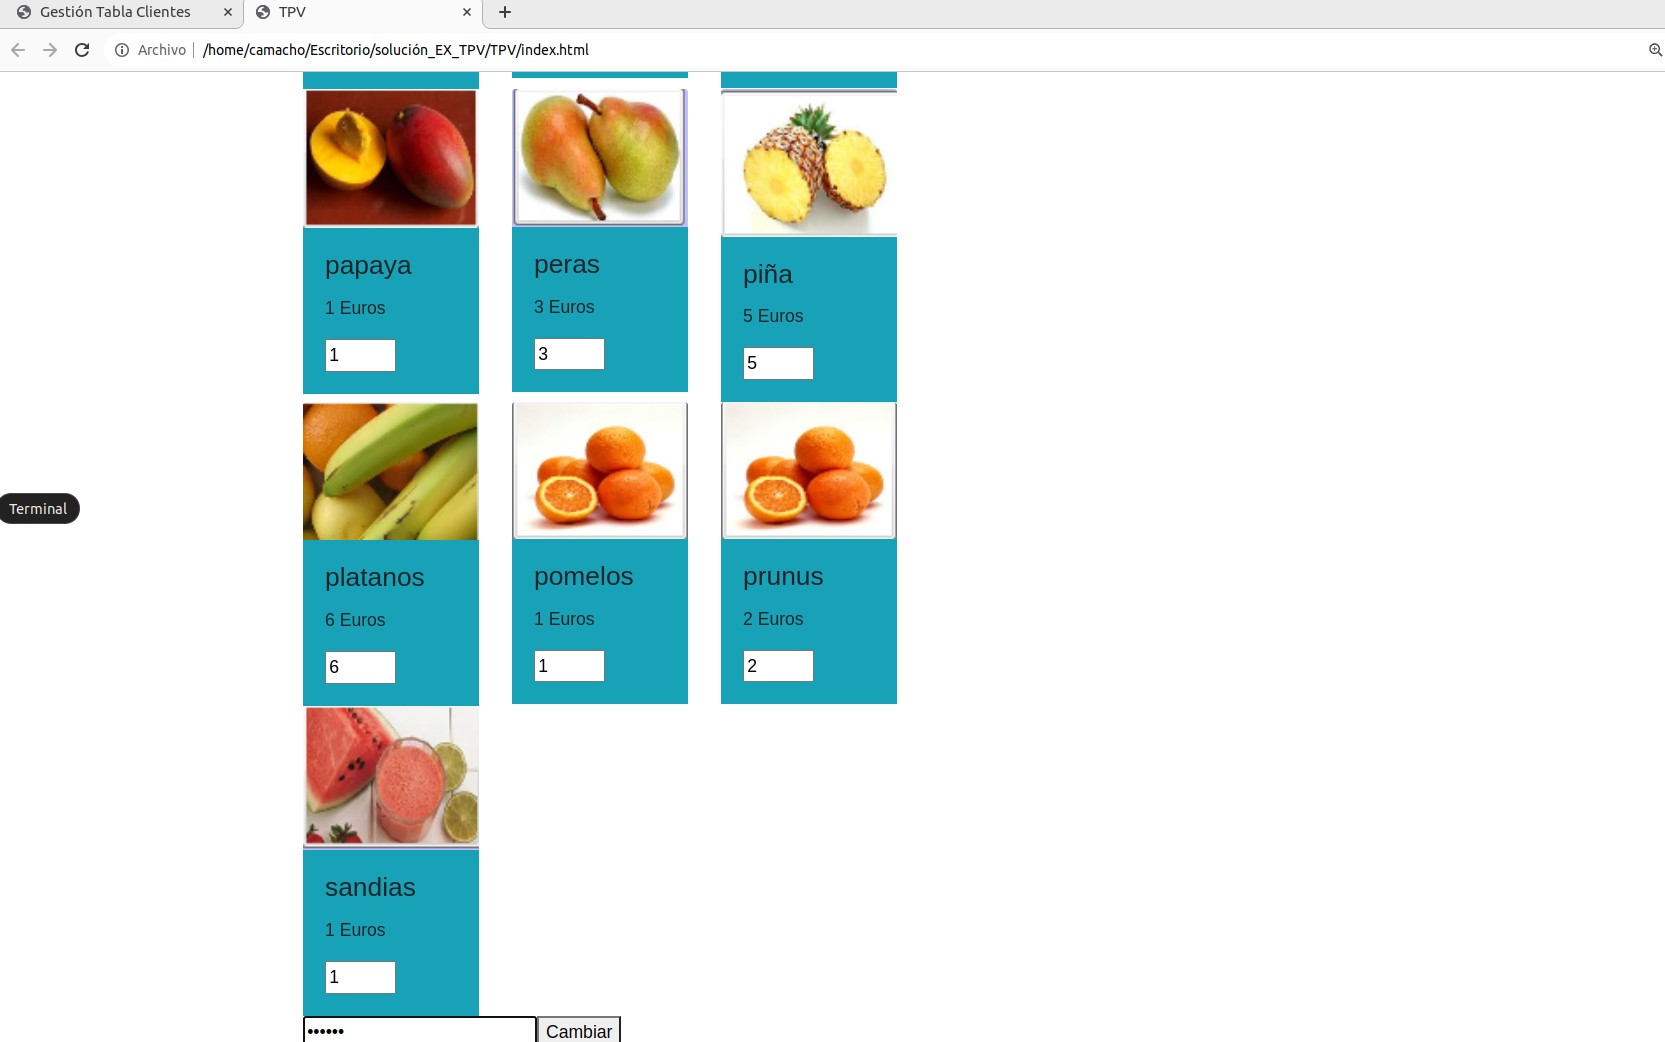 Gestión Tabla Clientes
TPV
Archivo
/home/camacho/Escritorio/solución_EX_TPV/TPV/index.html
papaya
1 Euros
1
peras
3 Euros
3
piña
5 Euros
5
Terminal
platanos
6 Euros
6
pomelos
1 Euros
1
prunus
2 Euros
2
sandias
1 Euros
1
••••••
Cambiar